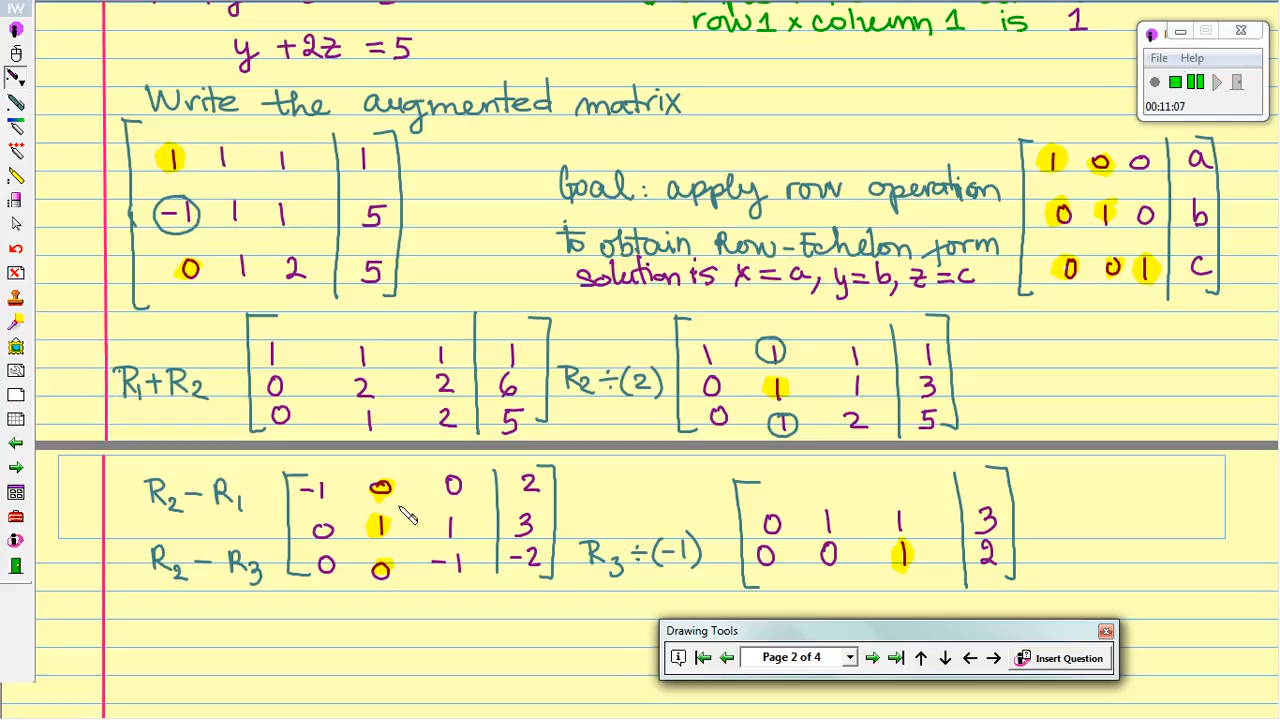 row1 x column 1 is 1
y + 2z = 5
Write the augmented matrix
1 1 1 | 1
-1 1 1 | 5
0 1 2 | 5
Goal: apply row operation
to obtain Row-Echelon form
solution is x = a, y = b, z = c
1 0 0 | a
0 1 0 | b
0 0 1 | c
R1 + R2
1 1 1 | 1
0 2 2 | 6
0 1 2 | 5
R2 ÷ (2)
1 1 1 | 1
0 1 1 | 3
0 1 2 | 5
R2 - R1
R2 - R3
-1 0 0 | 2
0 1 1 | 3
0 0 -1 | -2
R3 ÷ (-1)
0 1 1 | 3
0 0 1 | 2
IW
File Help
00:11:07
Drawing Tools
Page 2 of 4
Insert Question